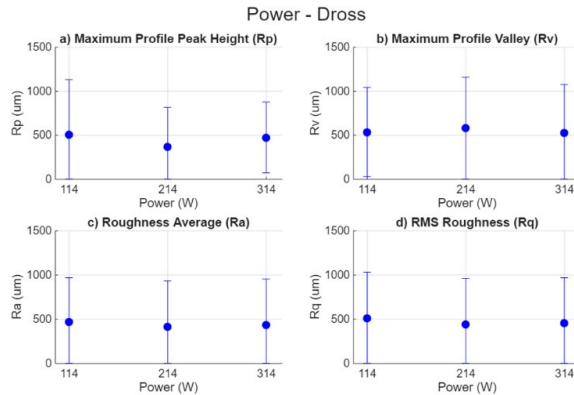 Power - Dross
a) Maximum Profile Peak Height (Rp)
1500
1000
500
0
Rp (um)
114 214 314
Power (W)
b) Maximum Profile Valley (Rv)
1500
1000
500
0
Rv (um)
114 214 314
Power (W)
c) Roughness Average (Ra)
1500
1000
500
0
Ra (um)
114 214 314
Power (W)
d) RMS Roughness (Rq)
1500
1000
500
0
Rq (um)
114 214 314
Power (W)